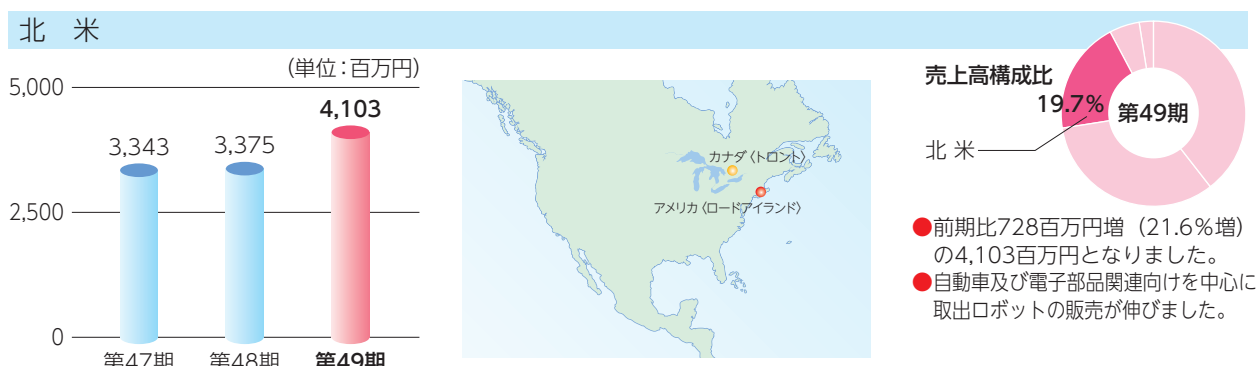 北　米
(単位：百万円)
5,000
2,500
0
3,343
3,375
4,103
第47期
第48期
第49期
カナダ〈トロント〉
アメリカ〈ロードアイランド〉
売上高構成比
19.7%
第49期
北 米
●前期比728百万円増（21.6％増）
の4,103百万円となりました。
●自動車及び電子部品関連向けを中心に
取出ロボットの販売が伸びました。